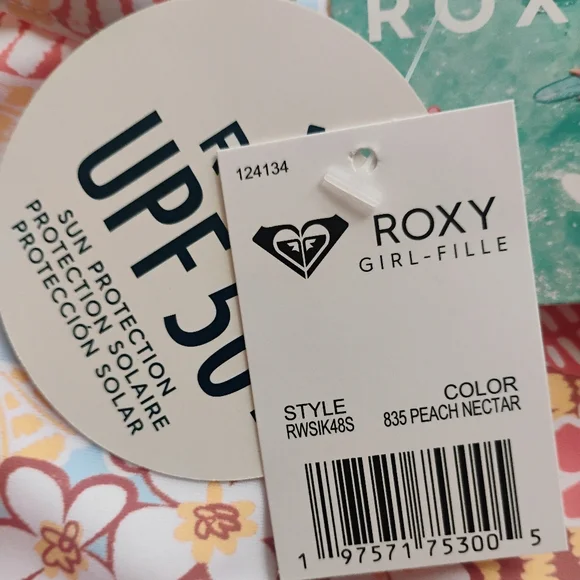 ROXY
UPF 50
SUN PROTECTION
PROTECTION SOLAIRE
PROTECCIÓN SOLAR
124134
ROXY
GIRL-FILLE
STYLE
RWSIK48S
COLOR
835 PEACH NECTAR
1 97571 75300 5